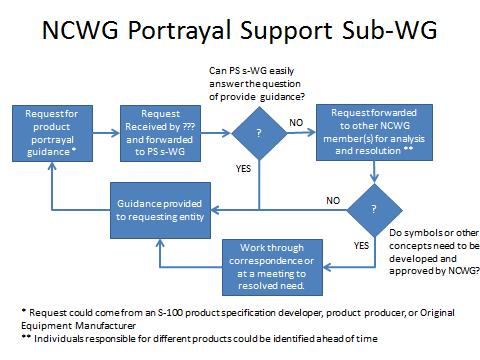 NCWG Portrayal Support Sub-WG
Can PS s-WG easily
answer the question
of provide guidance?
Request for
product
portrayal
guidance *
Request
Received by ???
and forwarded
to PS s-WG
?
NO
Request forwarded
to other NCWG
member(s) for analysis
and resolution **
YES
Guidance provided
to requesting entity
NO
?
YES
Do symbols or other
concepts need to be
developed and
approved by NCWG?
Work through
correspondence or
at a meeting to
resolved need.
* Request could come from an S-100 product specification developer, product producer, or Original
Equipment Manufacturer
** Individuals responsible for different products could be identified ahead of time